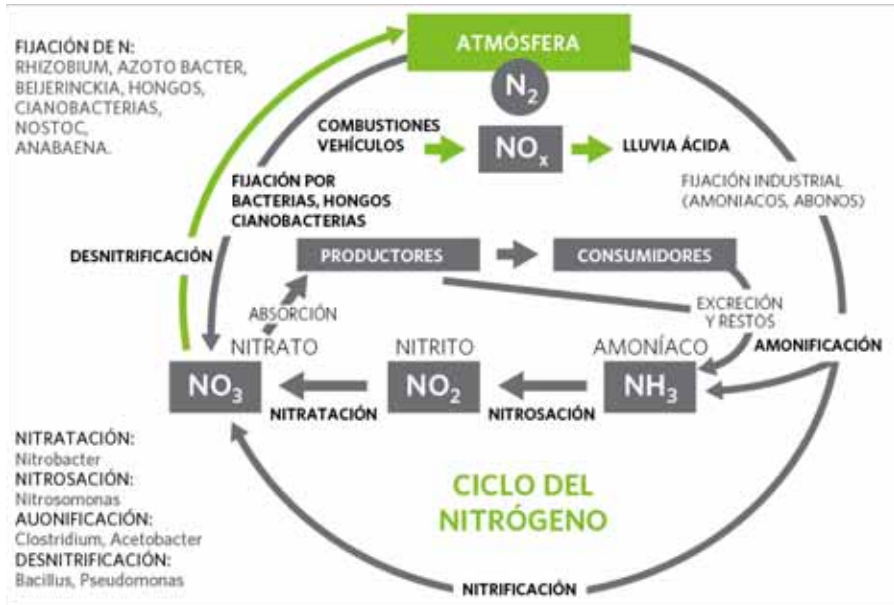 FIJACIÓN DE N:
RHIZOBIUM, AZOTO BACTER,
BEIJERINCKIA, HONGOS,
CIANOBACTERIAS,
NOSTOC,
ANABAENA.
ATMÓSFERA
N₂
COMBUSTIONES
VEHÍCULOS
NOₓ
LLUVIA ÁCIDA
FIJACIÓN POR
BACTERIAS, HONGOS
CIANOBACTERIAS
FIJACIÓN INDUSTRIAL
(AMONIACOS, ABONOS)
DESNITRIFICACIÓN
PRODUCTORES
CONSUMIDORES
ABSORCIÓN
EXCRECIÓN
Y RESTOS
NITRATO
NITRITO
AMONÍACO
AMONIFICACIÓN
NO₃
NO₂
NH₃
NITRATACIÓN
NITROSACIÓN
NITRATACIÓN:
Nitrobacter
NITROSACIÓN:
Nitrosomonas
AUONIFICACIÓN:
Clostridium, Acetobacter
DESNITRIFICACIÓN:
Bacillus, Pseudomonas
CICLO DEL
NITRÓGENO
NITRIFICACIÓN